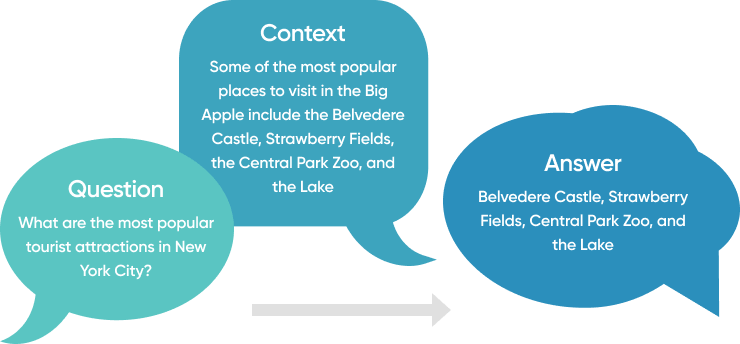 Question
What are the most popular
tourist attractions in New
York City?
Context
Some of the most popular
places to visit in the Big
Apple include the Belvedere
Castle, Strawberry Fields,
the Central Park Zoo, and
the Lake
Answer
Belvedere Castle, Strawberry
Fields, Central Park Zoo, and
the Lake